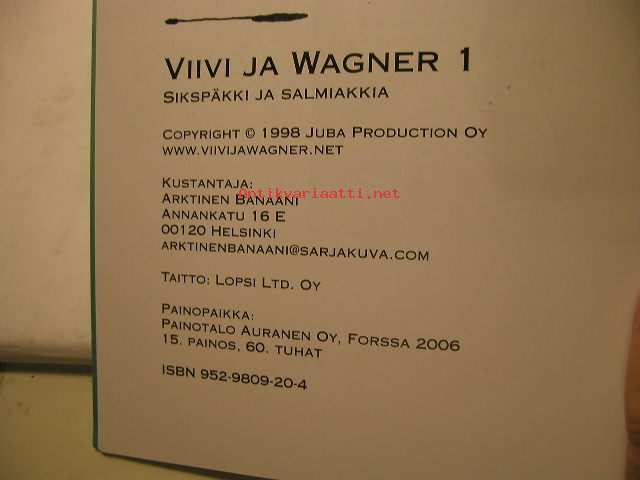 VIIVI JA WAGNER 1
SIKSPÄKKI JA SALMIAKKIA
COPYRIGHT © 1998 JUBA PRODUCTION OY
WWW.VIIVIJAWAGNER.NET
KUSTANTAJA:
Antikvariaatti.net
ARKTINEN BANAANI
ANNANKATU 16 E
00120 HELSINKI
ARKTINENBANAANI@SARJAKUVA.COM
TAITTO: LOPSI LTD. OY
PAINOPAIKKA:
PAINOTALO AURANEN OY, FORSSA 2006
15. PAINOS, 60. TUHAT
ISBN 952-9809-20-4